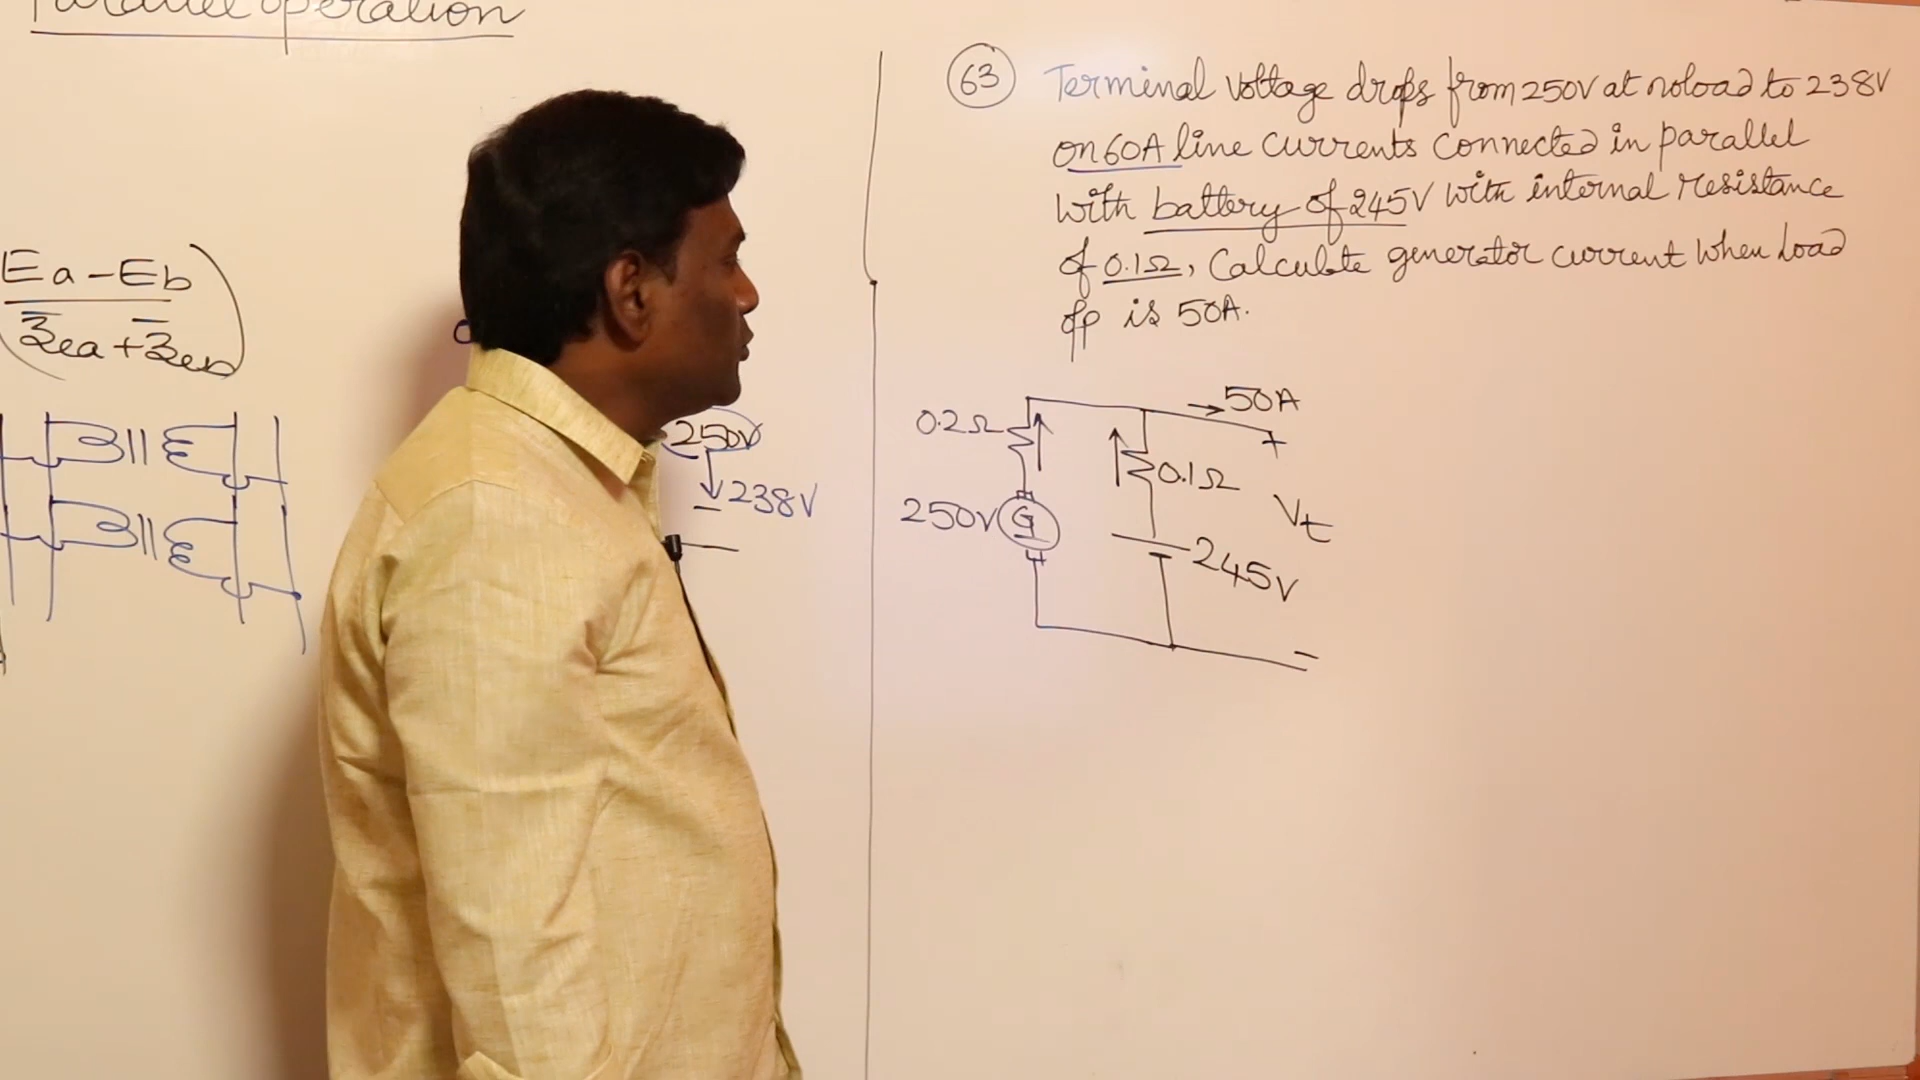 Parallel operation
Ea - Eb
Zea + Zeb
250V
238V
63 Terminal voltage drops from 250V at noload to 238V
on 60A line currents connected in parallel
with battery of 245V with internal resistance
of 0.1Ω, Calculate generator current when load
op is 50A.
50A
0.2Ω
+
0.1Ω
250V G
Vt
245V
-